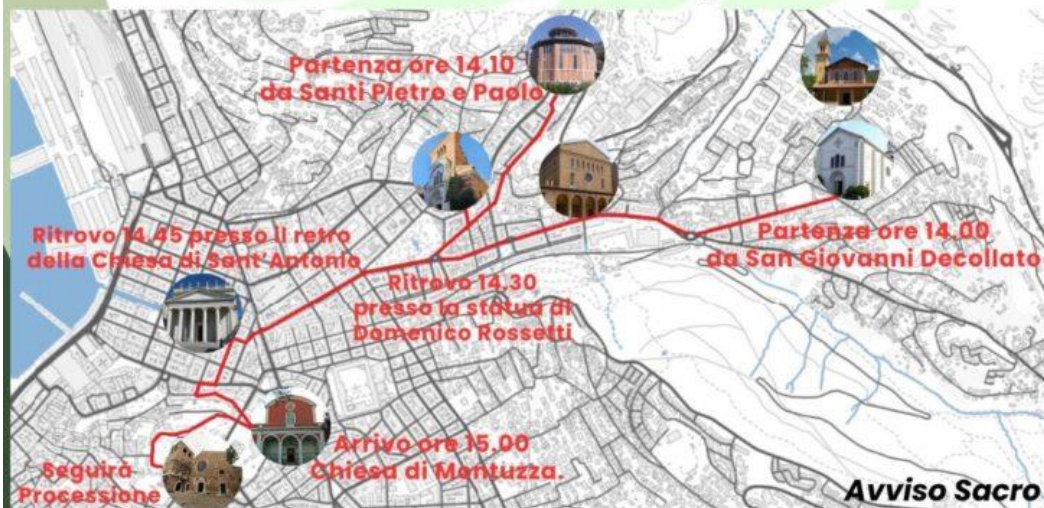 Partenza ore 14.10
da Santi Pietro e Paolo
Ritrovo 14.45 presso il retro
della Chiesa di Sant'Antonio
Partenza ore 14.00
da San Giovanni Decollato
Ritrovo 14.30
presso la statua di
Domenico Rossetti
Arrivo ore 15.00
Chiesa di Montuzza.
Seguirà
Processione
Avviso Sacro